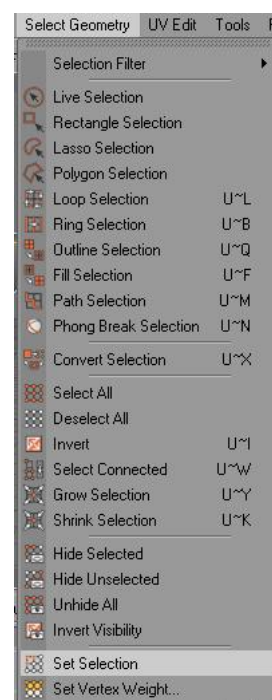 Select Geometry UV Edit Tools
Selection Filter
Live Selection
Rectangle Selection
Lasso Selection
Polygon Selection
Loop Selection U~L
Ring Selection U~B
Outline Selection U~Q
Fill Selection U~F
Path Selection U~M
Phong Break Selection U~N
Convert Selection U~X
Select All
Deselect All
Invert U~I
Select Connected U~W
Grow Selection U~Y
Shrink Selection U~K
Hide Selected
Hide Unselected
Unhide All
Invert Visibility
Set Selection
Set Vertex Weight...